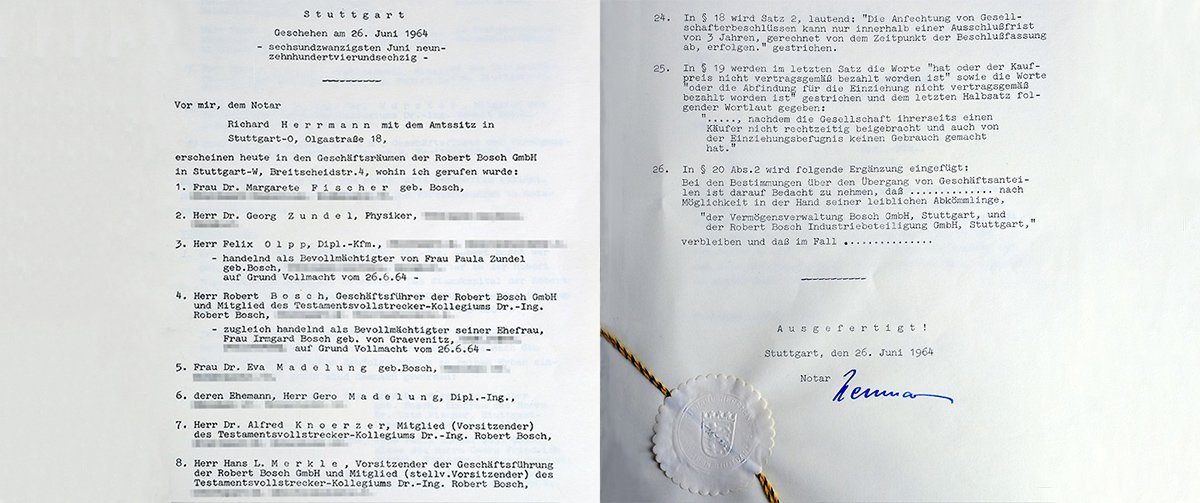 S t u t t g a r t
Geschehen am 26. Juni 1964
- sechsundzwanzigsten Juni neun-
zehnhundertvierundsechzig -
Vor mir, dem Notar
Richard H e r r m a n n mit dem Amtssitz in
Stuttgart-O, Olgastraße 18,
erscheinen heute in den Geschäftsräumen der Robert Bosch GmbH
in Stuttgart-W, Breitscheidstr.4, wohin ich gerufen wurde:
1. Frau Dr. Margarete F i s c h e r geb. Bosch,
2. Herr Dr. Georg Z u n d e l, Physiker,
3. Herr Felix O l p p, Dipl.-Kfm.,
- handelnd als Bevollmächtigter von Frau Paula Zundel
geb.Bosch,
auf Grund Vollmacht vom 26.6.64 -
4. Herr Robert B o s c h, Geschäftsführer der Robert Bosch GmbH
und Mitglied des Testamentsvollstrecker-Kollegiums Dr.-Ing.
Robert Bosch,
- zugleich handelnd als Bevollmächtigter seiner Ehefrau,
Frau Irmgard Bosch geb. von Graevenitz,
auf Grund Vollmacht vom 26.6.64 -
5. Frau Dr. Eva M a d e l u n g geb.Bosch,
6. deren Ehemann, Herr Gero M a d e l u n g, Dipl.-Ing.,
7. Herr Dr. Alfred K n o e r z e r, Mitglied (Vorsitzender)
des Testamentsvollstrecker-Kollegiums Dr.-Ing. Robert Bosch,
8. Herr Hans L. M e r k l e , Vorsitzender der Geschäftsführung
der Robert Bosch GmbH und Mitglied (stellv.Vorsitzender) des
Testamentsvollstrecker-Kollegiums Dr.-Ing. Robert Bosch,
24. In § 18 wird Satz 2, lautend: "Die Anfechtung von Gesell-
schafterbeschlüssen kann nur innerhalb einer Ausschlußfrist
von 3 Jahren, gerechnet von dem Zeitpunkt der Beschlußfassung
ab, erfolgen." gestrichen.
25. In § 19 werden im letzten Satz die Worte "hat oder der Kauf-
preis nicht vertragsgemäß bezahlt worden ist" sowie die Worte
"oder die Abfindung für die Einziehung nicht vertragsgemäß
bezahlt worden ist" gestrichen und dem letzten Halbsatz fol-
gender Wortlaut gegeben:
"....., nachdem die Gesellschaft ihrerseits einen
Käufer nicht rechtzeitig beigebracht und auch von
der Einziehungsbefugnis keinen Gebrauch gemacht
hat."
26. In § 20 Abs.2 wird folgende Ergänzung eingefügt:
Bei den Bestimmungen über den Übergang von Geschäftsantei-
len ist darauf Bedacht zu nehmen, daß ............. nach
Möglichkeit in der Hand seiner leiblichen Abkömmlinge,
"der Vermögensverwaltung Bosch GmbH, Stuttgart, und
der Robert Bosch Industriebeteiligung GmbH, Stuttgart,"
verbleiben und daß im Fall ..............
A u s g e f e r t i g t !
Stuttgart, den 26. Juni 1964
Notar